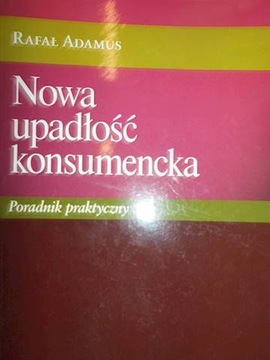 Rafał Adamus
Nowa
upadłość
konsumencka
Poradnik praktyczny